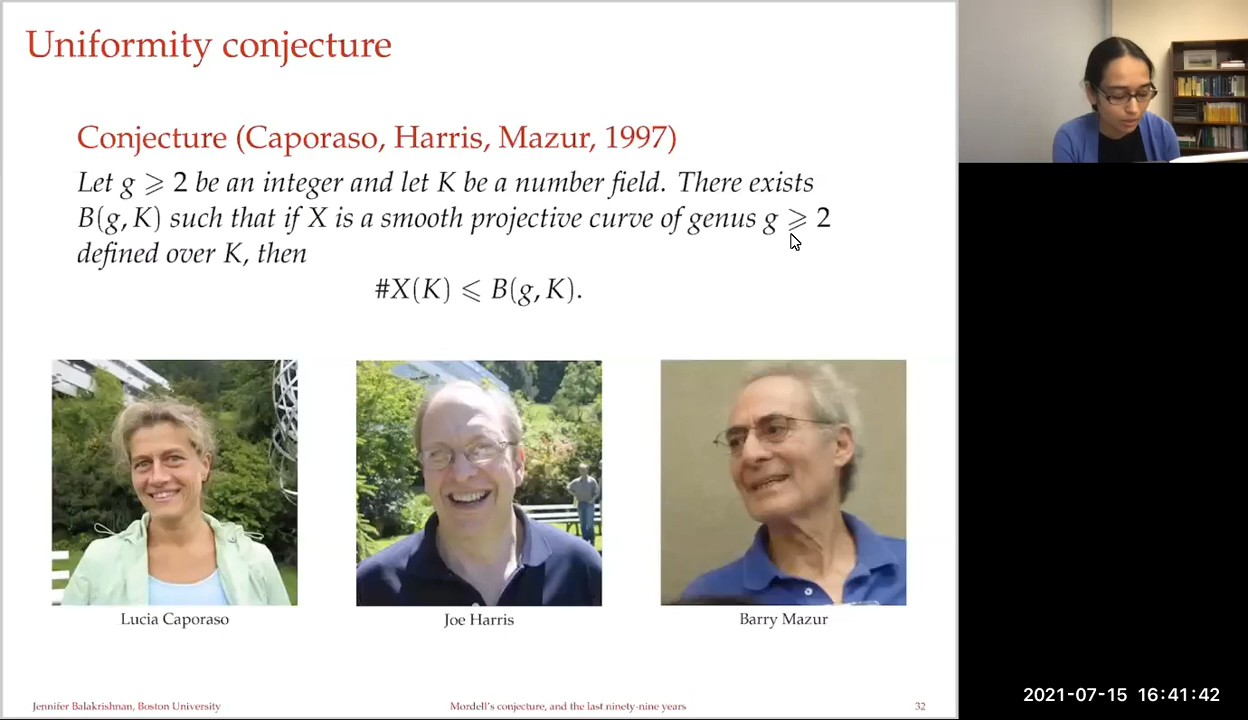 Uniformity conjecture
Conjecture (Caporaso, Harris, Mazur, 1997)
Let g ⩾ 2 be an integer and let K be a number field. There exists
B(g, K) such that if X is a smooth projective curve of genus g ⩾ 2
defined over K, then
#X(K) ⩽ B(g, K).
Lucia Caporaso
Joe Harris
Barry Mazur
Jennifer Balakrishnan, Boston University
Mordell's conjecture, and the last ninety-nine years
32
2021-07-15 16:41:42